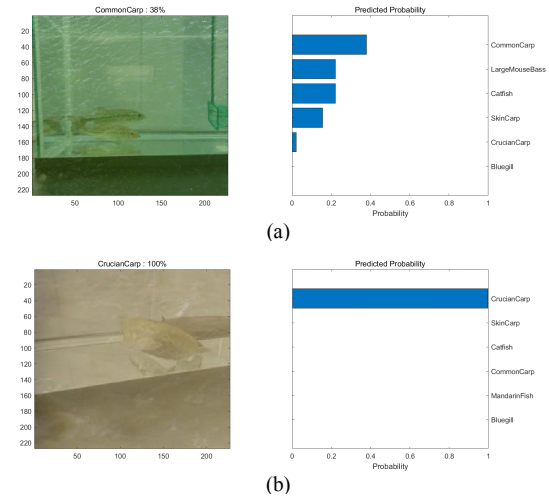 CommonCarp : 38%
20
40
60
80
100
120
140
160
180
200
220
50
100
150
200
Predicted Probability
CommonCarp
LargeMouseBass
Catfish
SkinCarp
CrucianCarp
Bluegill
0
0.2
0.4
0.6
0.8
1
Probability
(a)
CrucianCarp : 100%
20
40
60
80
100
120
140
160
180
200
220
50
100
150
200
Predicted Probability
CrucianCarp
SkinCarp
Catfish
CommonCarp
MandarinFish
Bluegill
0
0.2
0.4
0.6
0.8
1
Probability
(b)